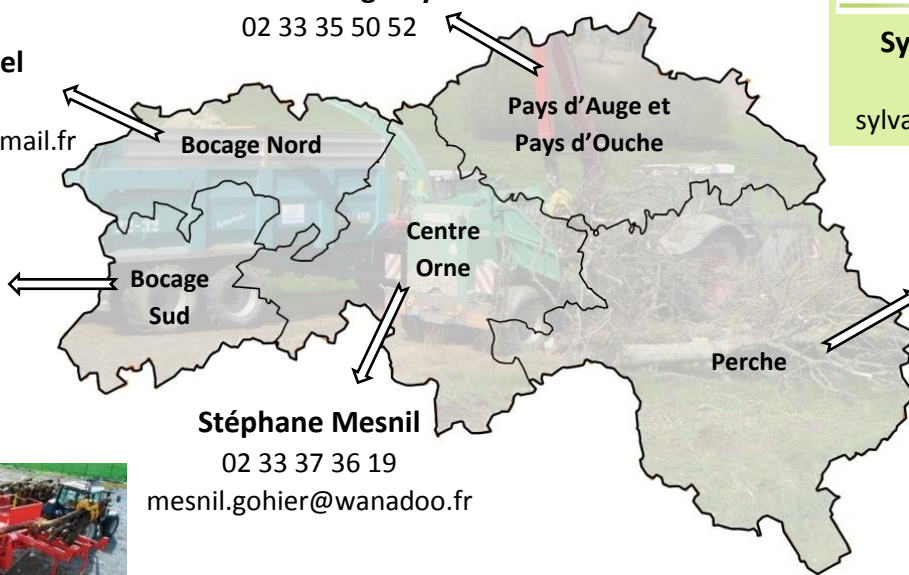 02 33 35 50 52
Sy
sylva
el
mail.fr
Pays d’Auge et
Pays d’Ouche
Bocage Nord
Centre
Orne
Bocage
Sud
Perche
Stéphane Mesnil
02 33 37 36 19
mesnil.gohier@wanadoo.fr